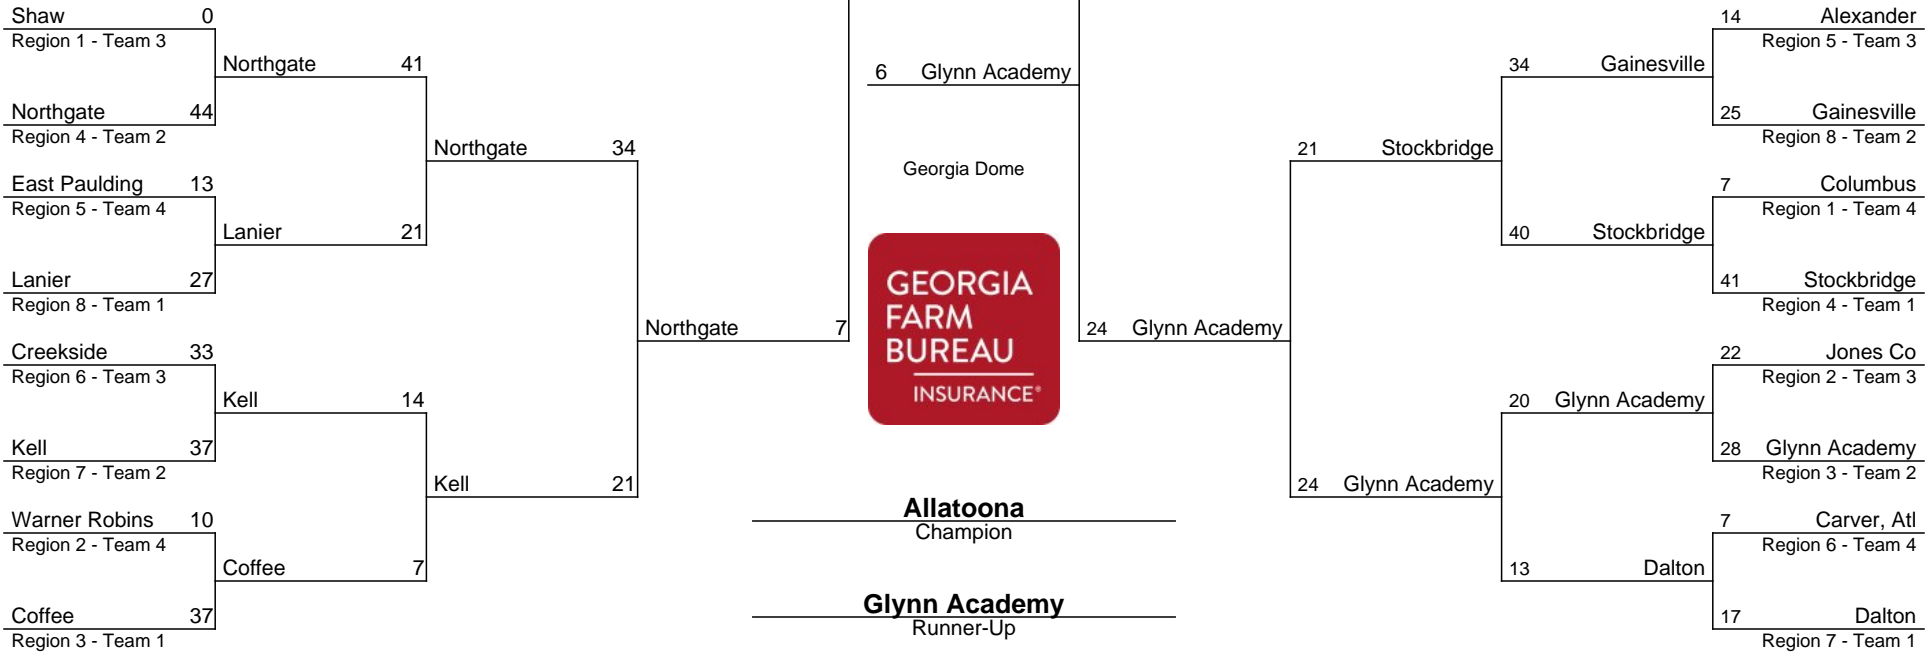 Shaw 0
Region 1 - Team 3
Northgate 41
Northgate 44
Region 4 - Team 2
Northgate 34
East Paulding 13
Region 5 - Team 4
Lanier 21
Lanier 27
Region 8 - Team 1
Northgate 7
Creekside 33
Region 6 - Team 3
Kell 14
Kell 37
Region 7 - Team 2
Kell 21
Warner Robins 10
Region 2 - Team 4
Coffee 7
Coffee 37
Region 3 - Team 1
6 Glynn Academy
Georgia Dome
GEORGIA
FARM
BUREAU
INSURANCE®
Allatoona
Champion
Glynn Academy
Runner-Up
24 Glynn Academy
21 Stockbridge
24 Glynn Academy
34 Gainesville
40 Stockbridge
20 Glynn Academy
13 Dalton
14 Alexander
Region 5 - Team 3
25 Gainesville
Region 8 - Team 2
7 Columbus
Region 1 - Team 4
41 Stockbridge
Region 4 - Team 1
22 Jones Co
Region 2 - Team 3
28 Glynn Academy
Region 3 - Team 2
7 Carver, Atl
Region 6 - Team 4
17 Dalton
Region 7 - Team 1